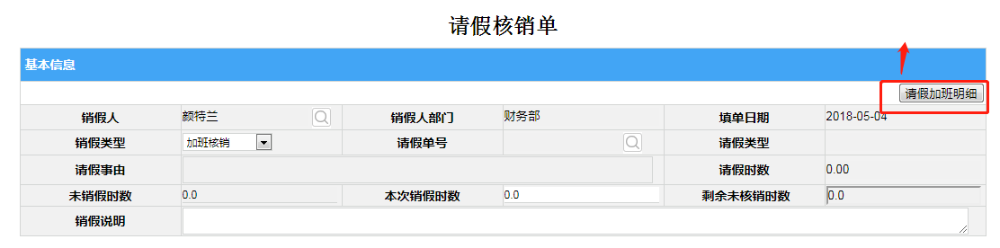 请假核销单
基本信息
请假加班明细
销假人 颜特兰 销假人部门 财务部 填单日期 2018-05-04
销假类型 加班核销 请假单号 请假类型
请假事由 请假时数 0.00
未销假时数 0.0 本次销假时数 0.0 剩余未核销时数 0.0
销假说明